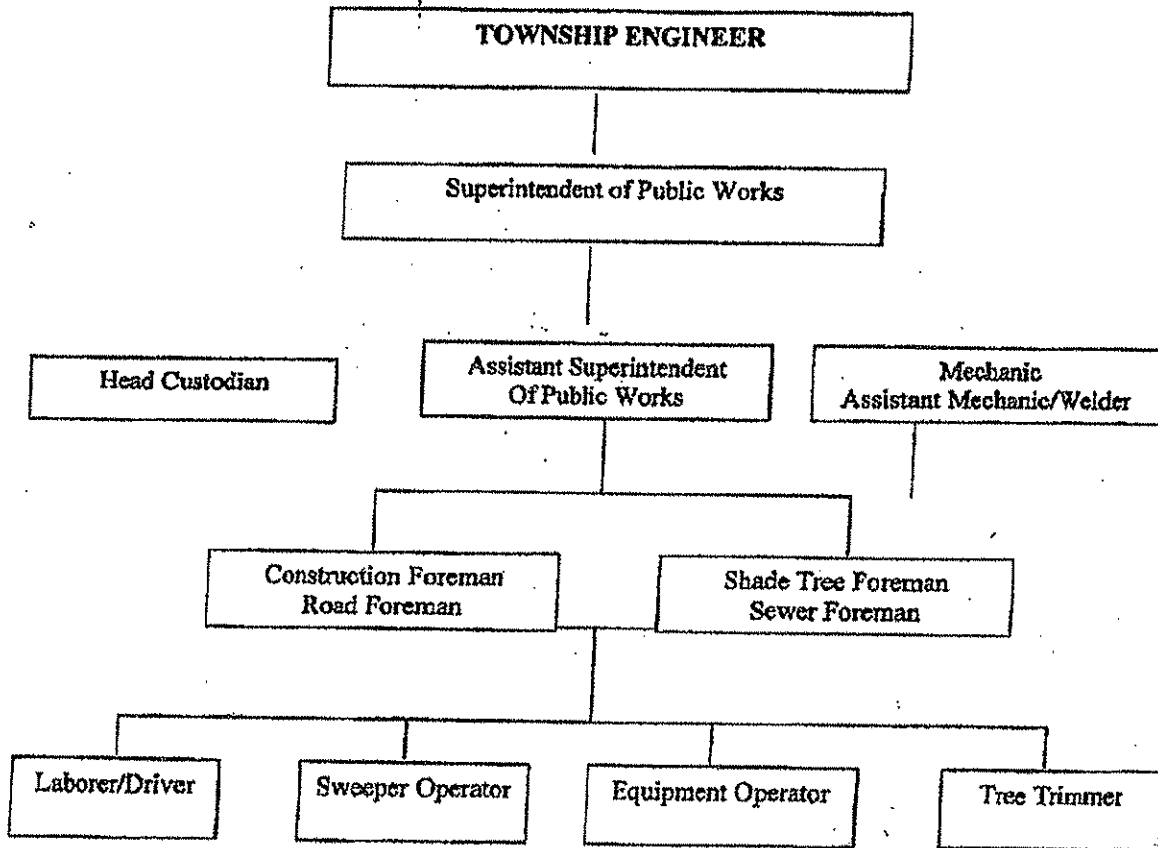 TOWNSHIP ENGINEER
Superintendent of Public Works
Head Custodian
Assistant Superintendent
Of Public Works
Mechanic
Assistant Mechanic/Welder
Construction Foreman
Road Foreman
Shade Tree Foreman
Sewer Foreman
Laborer/Driver
Sweeper Operator
Equipment Operator
Tree Trimmer